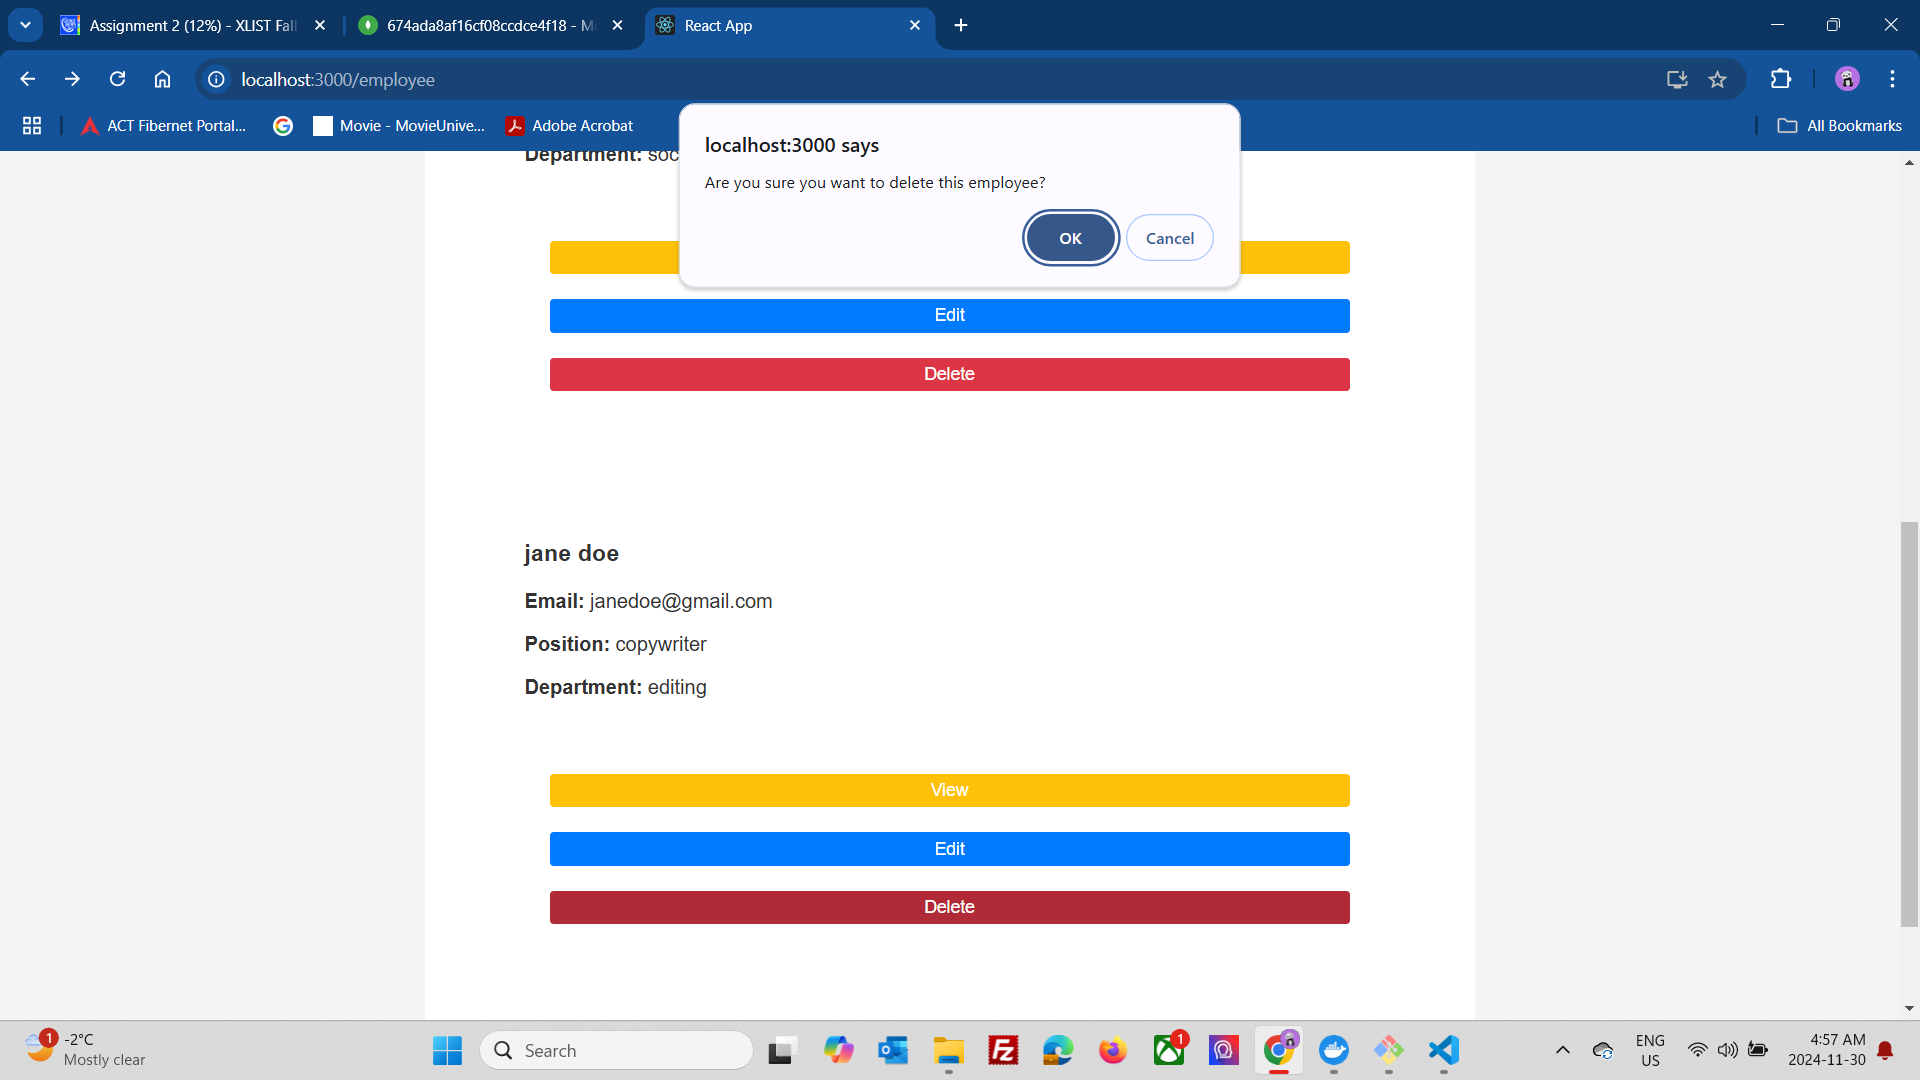 Assignment 2 (12%) - XLIST Fall
674ada8af16cf08ccdce4f18 - M
React App
localhost:3000/employee
ACT Fibernet Portal...
Movie - MovieUnive...
Adobe Acrobat
All Bookmarks
localhost:3000 says
Are you sure you want to delete this employee?
OK
Cancel
Department: soc
Edit
Delete
jane doe
Email: janedoe@gmail.com
Position: copywriter
Department: editing
View
Edit
Delete
1
-2°C
Mostly clear
Search
1
ENG
US
4:57 AM
2024-11-30